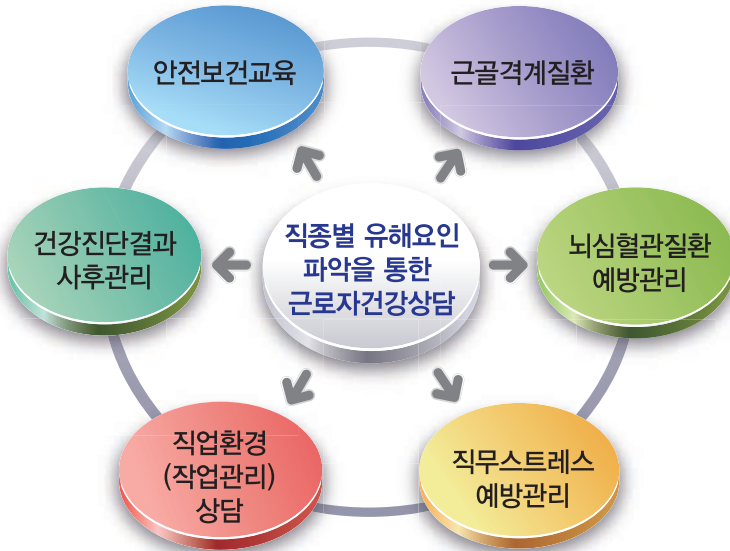 안전보건교육
근골격계질환
건강진단결과
사후관리
직종별 유해요인
파악을 통한
근로자건강상담
뇌심혈관질환
예방관리
직업환경
(작업관리)
상담
직무스트레스
예방관리